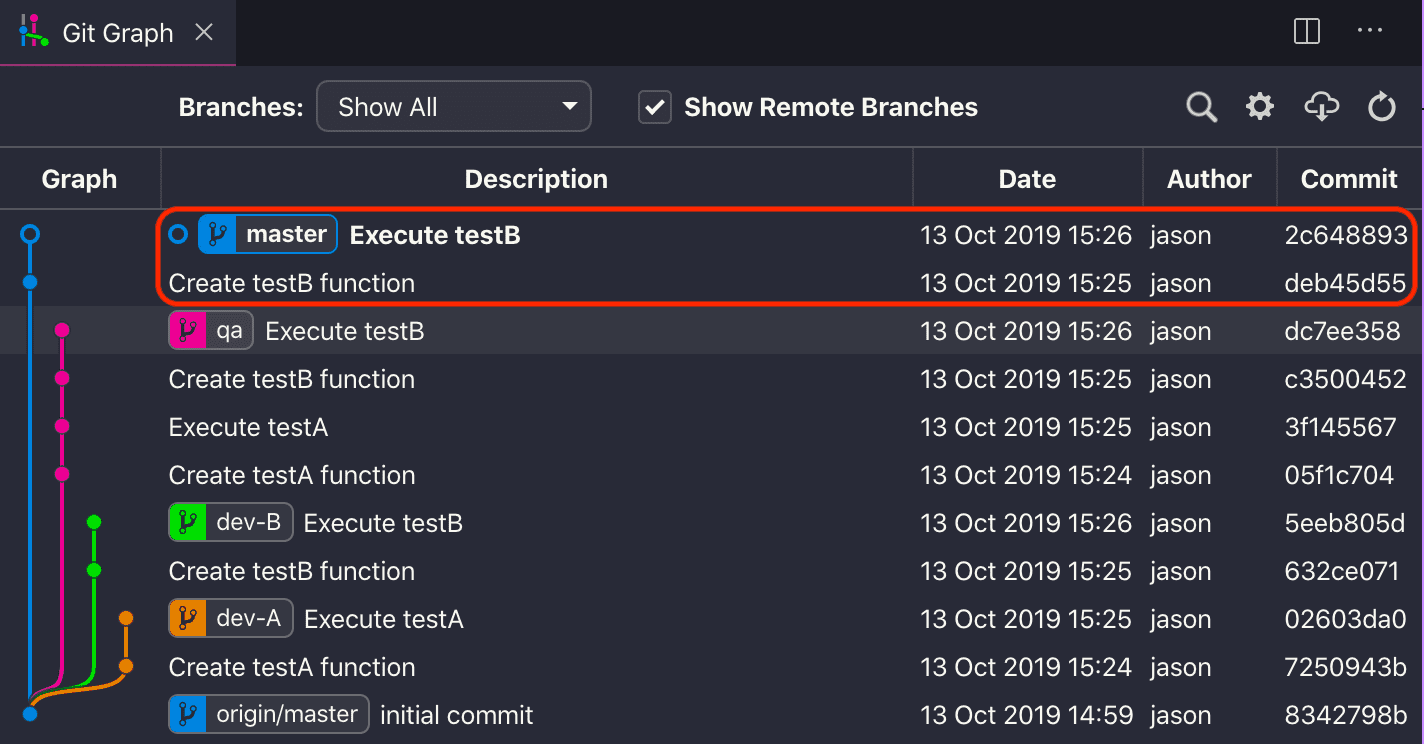 Git Graph
Branches: Show All Show Remote Branches
Graph Description Date Author Commit
master Execute testB 13 Oct 2019 15:26 jason 2c648893
Create testB function 13 Oct 2019 15:25 jason deb45d55
qa Execute testB 13 Oct 2019 15:26 jason dc7ee358
Create testB function 13 Oct 2019 15:25 jason c3500452
Execute testA 13 Oct 2019 15:25 jason 3f145567
Create testA function 13 Oct 2019 15:24 jason 05f1c704
dev-B Execute testB 13 Oct 2019 15:26 jason 5eeb805d
Create testB function 13 Oct 2019 15:25 jason 632ce071
dev-A Execute testA 13 Oct 2019 15:25 jason 02603da0
Create testA function 13 Oct 2019 15:24 jason 7250943b
origin/master initial commit 13 Oct 2019 14:59 jason 8342798b